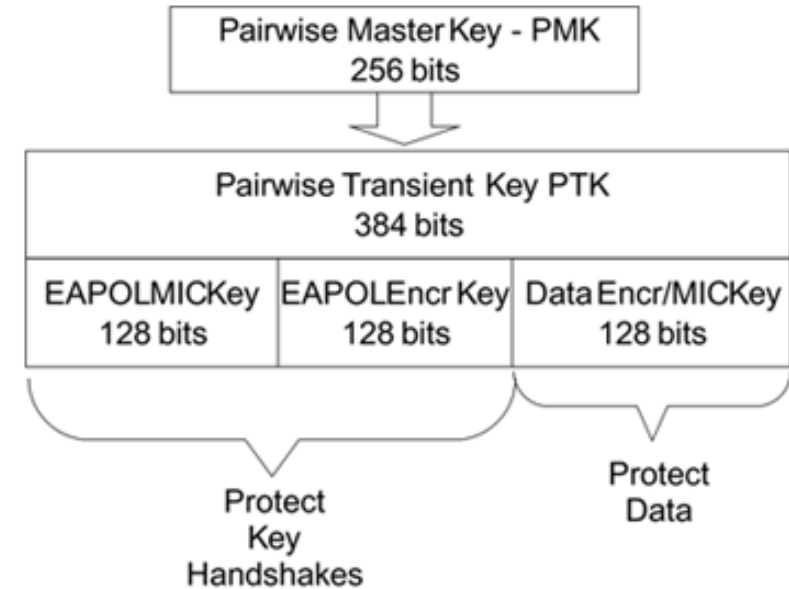 Pairwise Master Key - PMK
256 bits
Pairwise Transient Key PTK
384 bits
EAPOLMICKey
128 bits
EAPOLEncr Key
128 bits
Data Encr/MICKey
128 bits
Protect
Key
Handshakes
Protect
Data